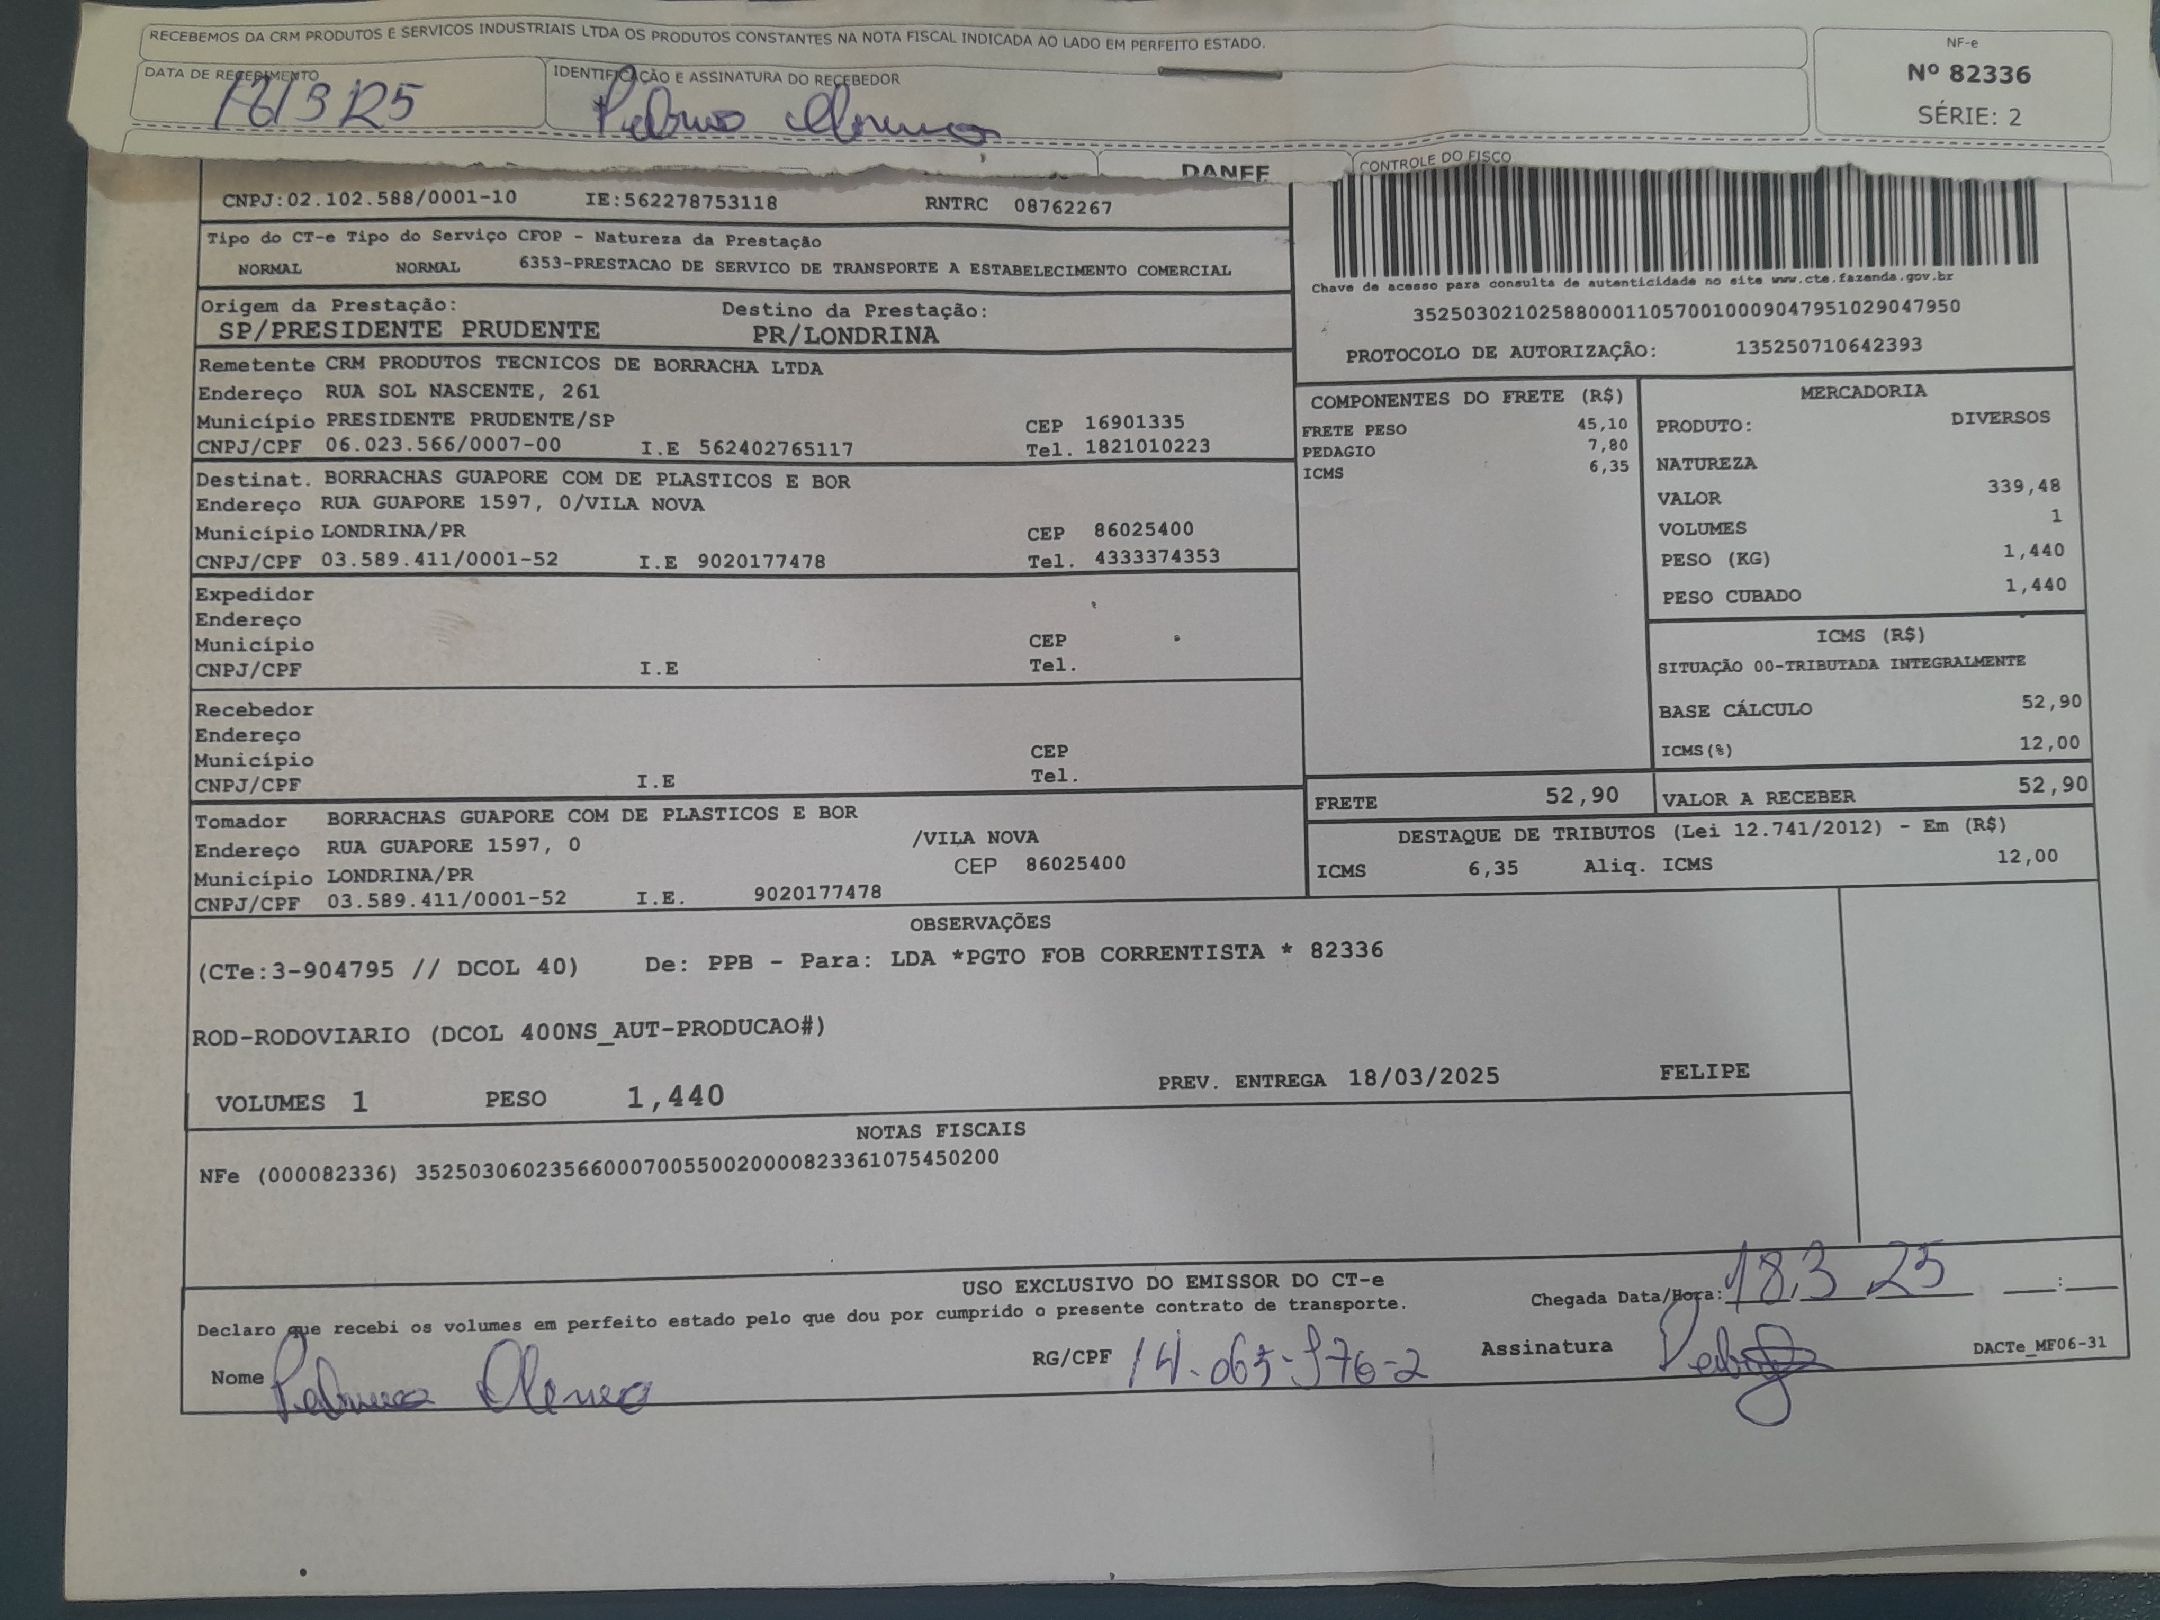 RECEBEMOS DA CRM PRODUTOS E SERVICOS INDUSTRIAIS LTDA OS PRODUTOS CONSTANTES NA NOTA FISCAL INDICADA AO LADO EM PERFEITO ESTADO.
NF-e
Nº 82336
SÉRIE: 2
DATA DE RECEBIMENTO
IDENTIFICAÇÃO E ASSINATURA DO RECEBEDOR
DANFE
CONTROLE DO FISCO
CNPJ:02.102.588/0001-10 IE:562278753118 RNTRC 08762267
Tipo do CT-e Tipo do Serviço CFOP - Natureza da Prestação
NORMAL NORMAL 6353-PRESTACAO DE SERVICO DE TRANSPORTE A ESTABELECIMENTO COMERCIAL
Chave de acesso para consulta de autenticidade no site www.cte.fazenda.gov.br
35250302102588000110570010009047951029047950
PROTOCOLO DE AUTORIZAÇÃO: 135250710642393
Origem da Prestação: Destino da Prestação:
SP/PRESIDENTE PRUDENTE PR/LONDRINA
Remetente CRM PRODUTOS TECNICOS DE BORRACHA LTDA
Endereço RUA SOL NASCENTE, 261
Município PRESIDENTE PRUDENTE/SP CEP 16901335
CNPJ/CPF 06.023.566/0007-00 I.E 562402765117 Tel. 1821010223
Destinat. BORRACHAS GUAPORE COM DE PLASTICOS E BOR
Endereço RUA GUAPORE 1597, 0/VILA NOVA
Município LONDRINA/PR CEP 86025400
CNPJ/CPF 03.589.411/0001-52 I.E 9020177478 Tel. 4333374353
Expedidor
Endereço
Município CEP
CNPJ/CPF I.E Tel.
Recebedor
Endereço
Município CEP
CNPJ/CPF I.E Tel.
Tomador BORRACHAS GUAPORE COM DE PLASTICOS E BOR
Endereço RUA GUAPORE 1597, 0 /VILA NOVA
Município LONDRINA/PR CEP 86025400
CNPJ/CPF 03.589.411/0001-52 I.E. 9020177478
COMPONENTES DO FRETE (R$)
FRETE PESO 45,10
PEDAGIO 7,80
ICMS 6,35
MERCADORIA
PRODUTO: DIVERSOS
NATUREZA
VALOR 339,48
VOLUMES 1
PESO (KG) 1,440
PESO CUBADO 1,440
ICMS (R$)
SITUAÇÃO 00-TRIBUTADA INTEGRALMENTE
BASE CÁLCULO 52,90
ICMS(%) 12,00
FRETE 52,90 VALOR A RECEBER 52,90
DESTAQUE DE TRIBUTOS (Lei 12.741/2012) - Em (R$)
ICMS 6,35 Aliq. ICMS 12,00
OBSERVAÇÕES
(CTe:3-904795 // DCOL 40) De: PPB - Para: LDA *PGTO FOB CORRENTISTA * 82336
ROD-RODOVIARIO (DCOL 400NS_AUT-PRODUCAO#)
VOLUMES 1 PESO 1,440 PREV. ENTREGA 18/03/2025 FELIPE
NOTAS FISCAIS
NFe (000082336) 35250306023566000700550020000823361075450200
USO EXCLUSIVO DO EMISSOR DO CT-e
Declaro que recebi os volumes em perfeito estado pelo que dou por cumprido o presente contrato de transporte.
Chegada Data/Hora: 18.3.25 :
Nome RG/CPF Assinatura DACTe_MF06-31